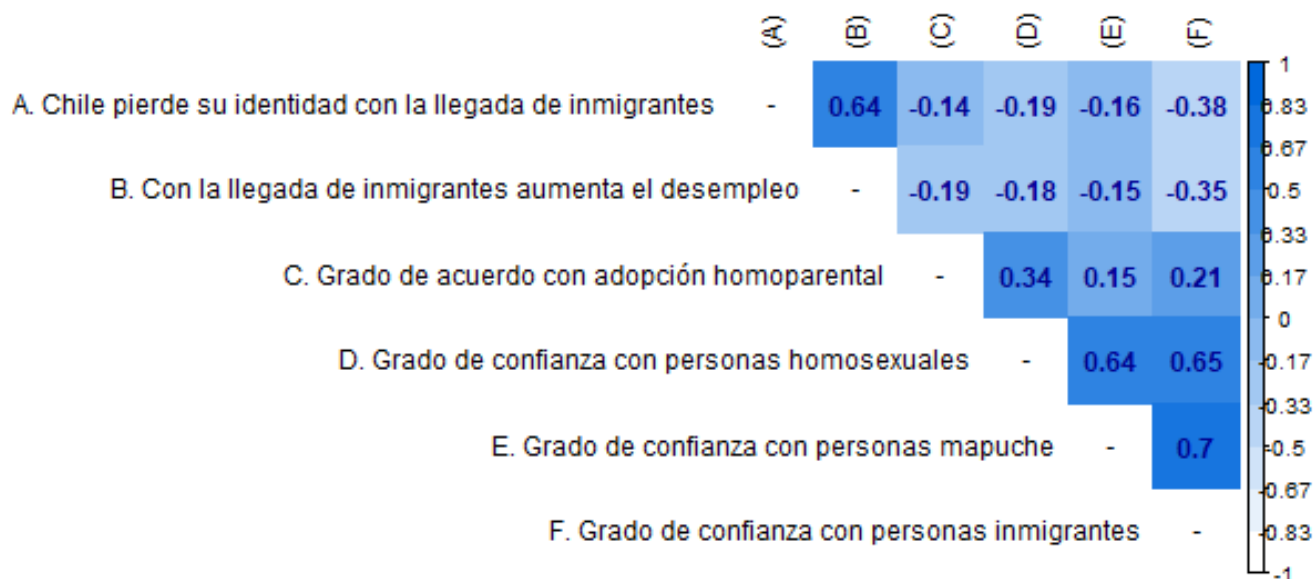 (A) (B) (C) (D) (E) (F)
A. Chile pierde su identidad con la llegada de inmigrantes - 0.64 -0.14 -0.19 -0.16 -0.38
B. Con la llegada de inmigrantes aumenta el desempleo - -0.19 -0.18 -0.15 -0.35
C. Grado de acuerdo con adopción homoparental - 0.34 0.15 0.21
D. Grado de confianza con personas homosexuales - 0.64 0.65
E. Grado de confianza con personas mapuche - 0.7
F. Grado de confianza con personas inmigrantes -
1
0.83
0.67
0.5
0.33
0.17
0
-0.17
-0.33
-0.5
-0.67
-0.83
-1